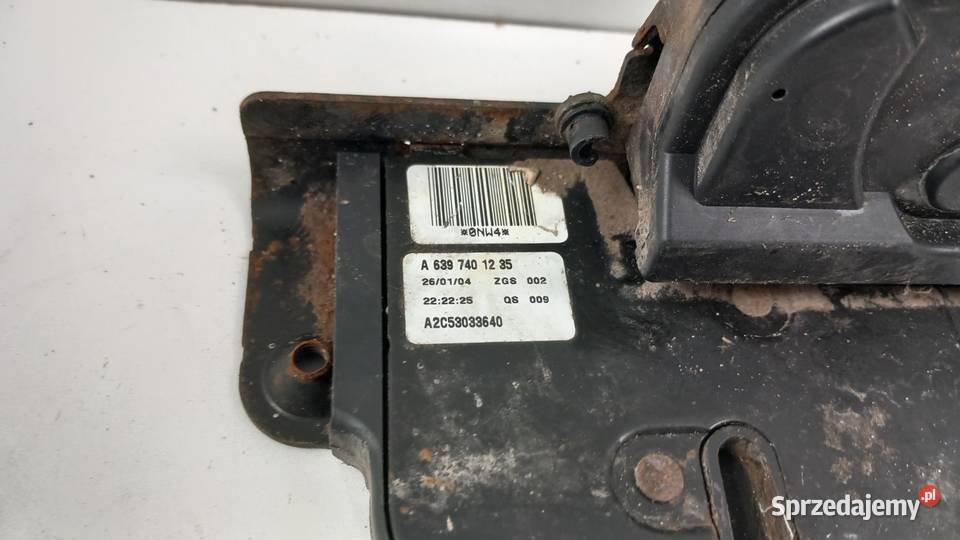 *0NW4*
A 639 740 12 35
26/01/04 ZGS 002
22:22:25 QS 009
A2C53033640
Sprzedajemy.pl